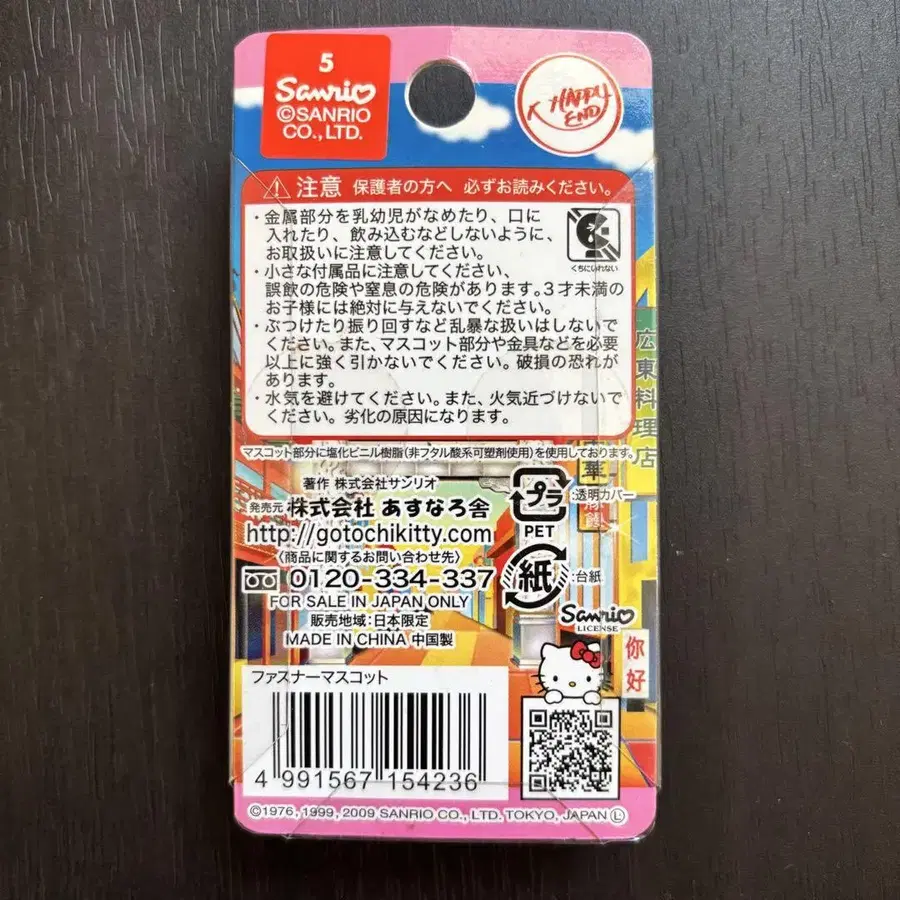 5
Sanrio
©SANRIO
CO., LTD.
K HAPPY
END
注意 保護者の方へ 必ずお読みください。
・金属部分を乳幼児がなめたり、口に
入れたり、飲み込むなどしないように、
お取扱いに注意してください。
くちにいれない
・小さな付属品に注意してください、
誤飲の危険や窒息の危険があります。3才未満の
お子様には絶対に与えないでください。
・ぶつけたり振り回すなど乱暴な扱いはしないで
ください。また、マスコット部分や金具などを必要
以上に強く引かないでください。破損の恐れが
あります。
・水気を避けてください。また、火気近づけないで
ください。劣化の原因になります。
広東料理店
マスコット部分に塩化ビニル樹脂(非フタル酸系可塑剤使用)を使用しております。
著作 株式会社サンリオ
発売元 株式会社 あすなろ舎
http://gotochikitty.com
〈商品に関するお問い合わせ先〉
0120-334-337
FOR SALE IN JAPAN ONLY
販売地域:日本限定
MADE IN CHINA 中国製
プラ :透明カバー
PET
紙 :台紙
Sanrio
LICENSE
你好
ファスナーマスコット
4 991567 154236
©1976, 1999, 2009 SANRIO CO., LTD. TOKYO, JAPAN Ⓛ